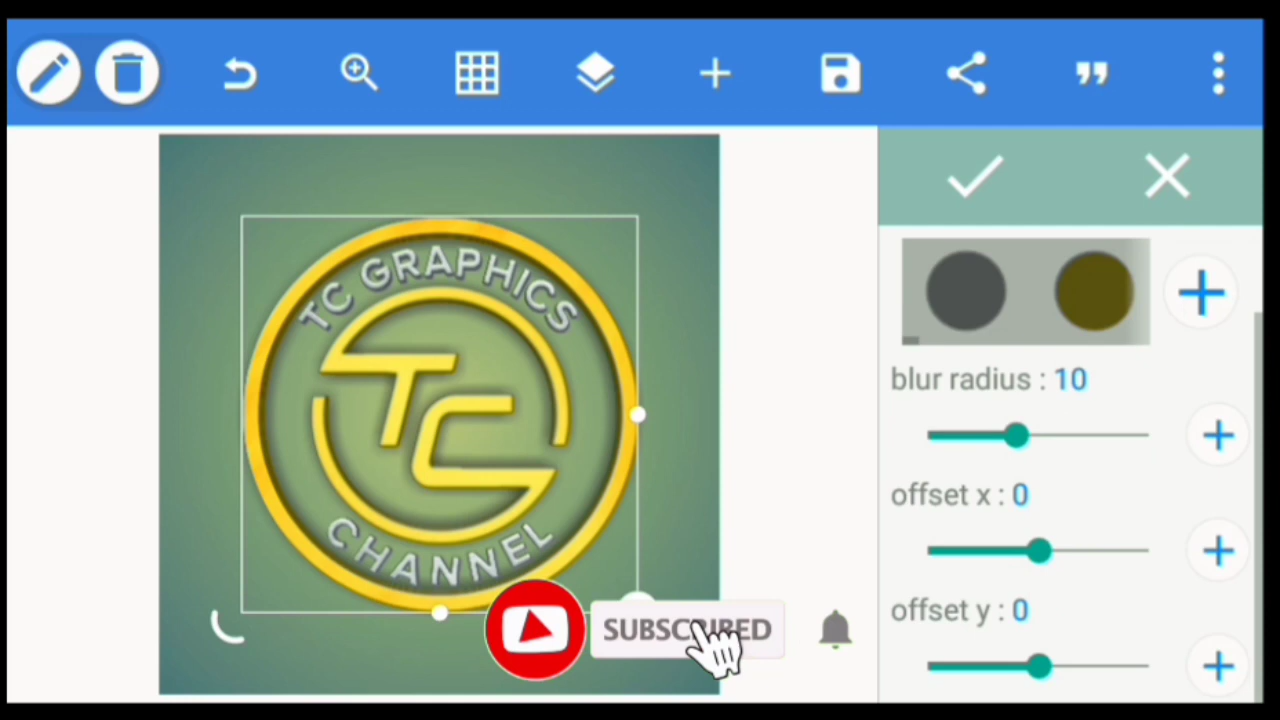 TC GRAPHICS
TC
CHANNEL
SUBSCRIBED
blur radius : 10
offset x : 0
offset y : 0